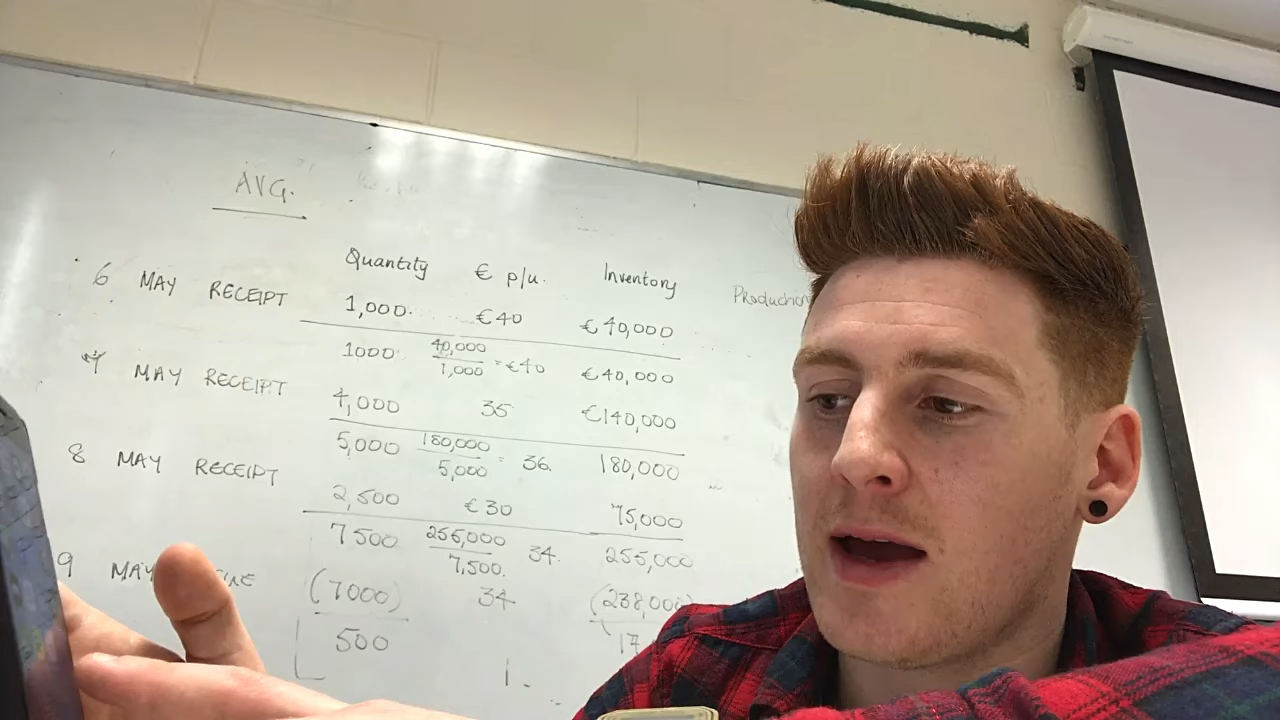 AVG.
Quantity € p/u. Inventory Production
6 MAY RECEIPT 1,000. €40 €40,000
1000 40,000/1,000 = €40 €40,000
7 MAY RECEIPT 4,000 35 €140,000
5,000 180,000/5,000 = 36. 180,000
8 MAY RECEIPT 2,500 €30 75,000
7500 255,000/7,500. 34. 255,000
9 MAY (7000) 34 (238,000
500 17